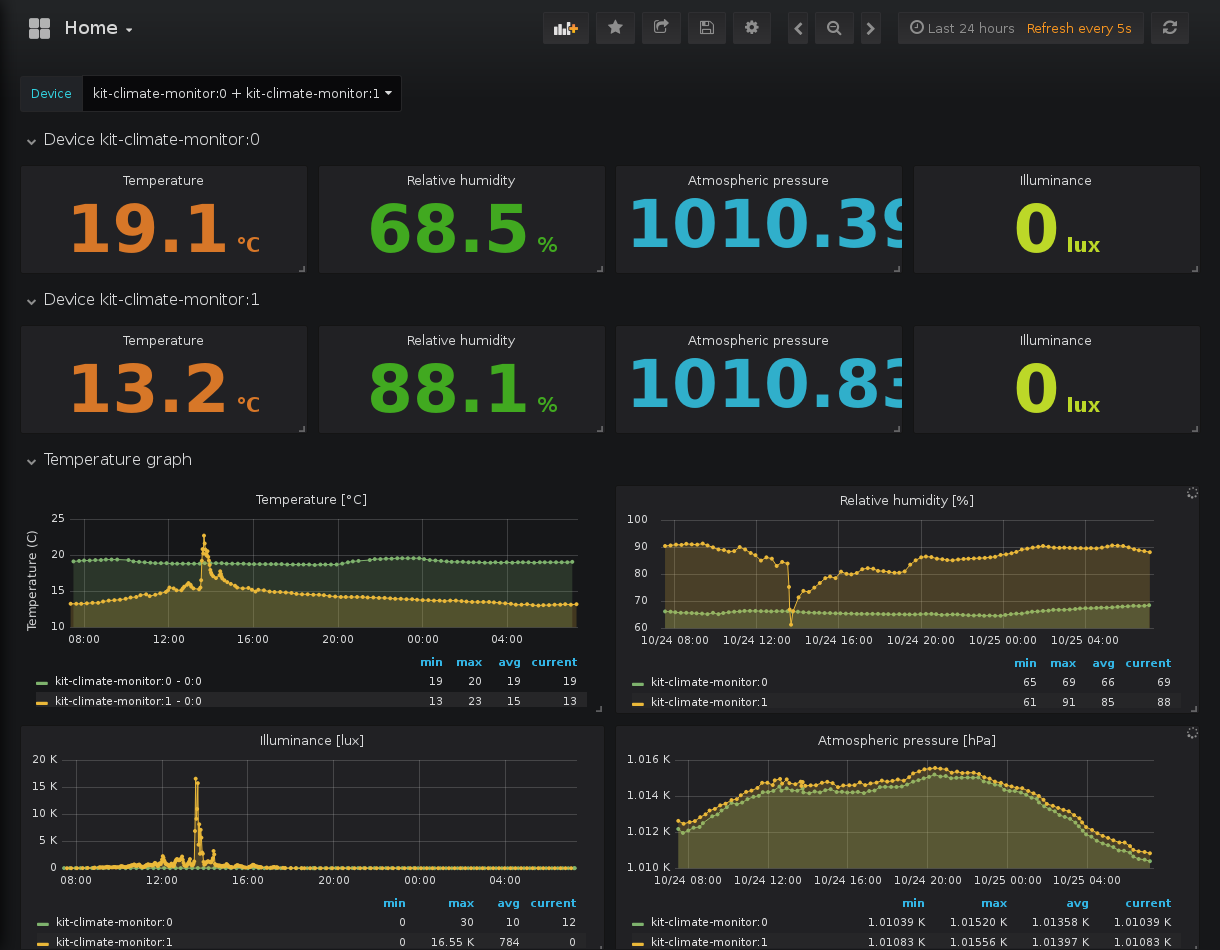 Home
Last 24 hours Refresh every 5s
Device kit-climate-monitor:0 + kit-climate-monitor:1
Device kit-climate-monitor:0
Temperature Relative humidity Atmospheric pressure Illuminance
19.1 °C 68.5 % 1010.39 0 lux
Device kit-climate-monitor:1
Temperature Relative humidity Atmospheric pressure Illuminance
13.2 °C 88.1 % 1010.83 0 lux
Temperature graph
Temperature [°C]
Temperature (C)
25
20
15
10
08:00 12:00 16:00 20:00 00:00 04:00
min max avg current
kit-climate-monitor:0 - 0:0 19 20 19 19
kit-climate-monitor:1 - 0:0 13 23 15 13
Relative humidity [%]
100
90
80
70
60
10/24 08:00 10/24 12:00 10/24 16:00 10/24 20:00 10/25 00:00 10/25 04:00
min max avg current
kit-climate-monitor:0 65 69 66 69
kit-climate-monitor:1 61 91 85 88
Illuminance [lux]
20 K
15 K
10 K
5 K
0
08:00 12:00 16:00 20:00 00:00 04:00
min max avg current
kit-climate-monitor:0 0 30 10 12
kit-climate-monitor:1 0 16.55 K 784 0
Atmospheric pressure [hPa]
1.016 K
1.014 K
1.012 K
1.010 K
10/24 08:00 10/24 12:00 10/24 16:00 10/24 20:00 10/25 00:00 10/25 04:00
min max avg current
kit-climate-monitor:0 1.01039 K 1.01520 K 1.01358 K 1.01039 K
kit-climate-monitor:1 1.01083 K 1.01556 K 1.01397 K 1.01083 K